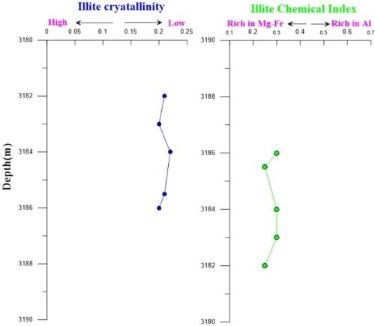 Illite cryatallinity
High Low
0 0.05 0.1 0.15 0.2 0.25
3180
3182
3184
3186
3188
3190
Depth(m)
Illite Chemical Index
Rich in Mg-Fe Rich in Al
0.1 0.2 0.3 0.4 0.5 0.6 0.7
3190
3188
3186
3184
3182
3180